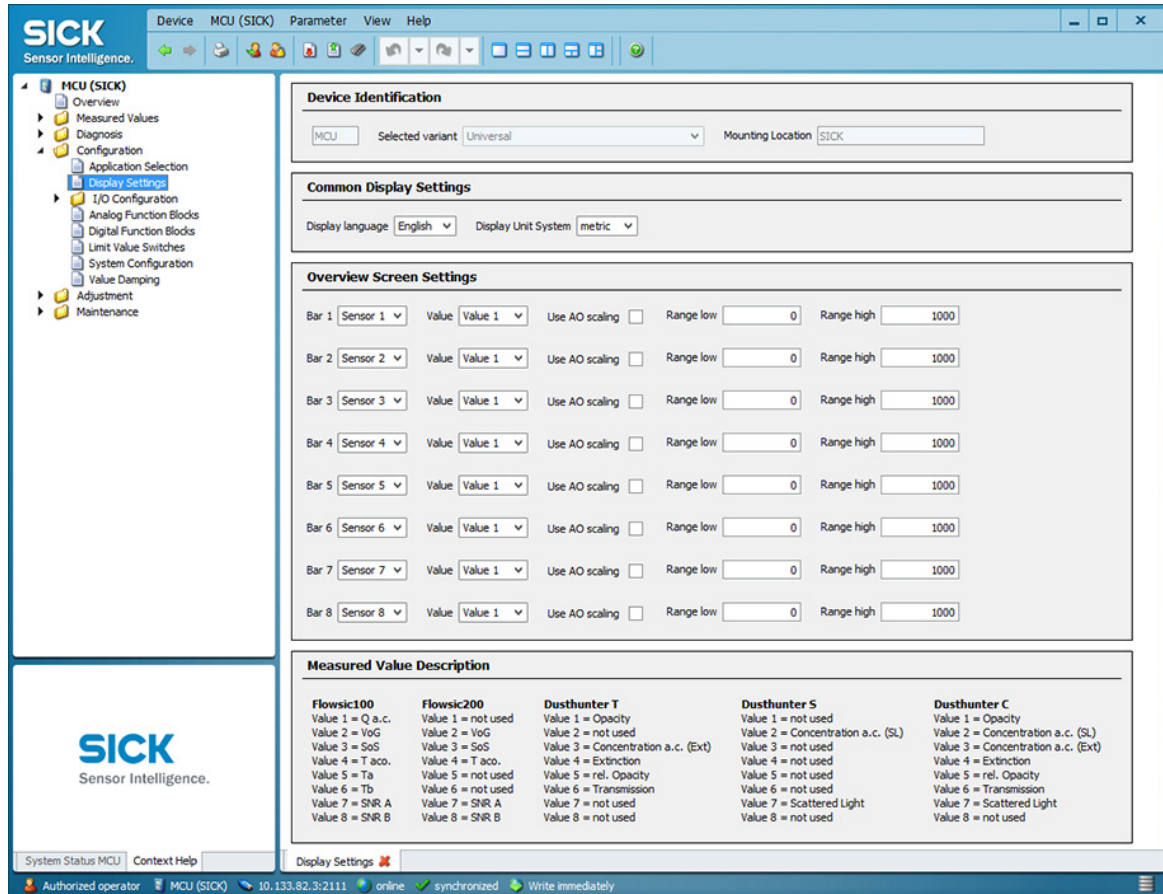 SICK
Sensor Intelligence.
Device MCU (SICK) Parameter View Help
MCU (SICK)
Overview
Measured Values
Diagnosis
Configuration
Application Selection
Display Settings
I/O Configuration
Analog Function Blocks
Digital Function Blocks
Limit Value Switches
System Configuration
Value Damping
Adjustment
Maintenance
SICK
Sensor Intelligence.
System Status MCU Context Help
Device Identification
MCU Selected variant Universal Mounting Location SICK
Common Display Settings
Display language English Display Unit System metric
Overview Screen Settings
Bar 1 Sensor 1 Value Value 1 Use AO scaling Range low 0 Range high 1000
Bar 2 Sensor 2 Value Value 1 Use AO scaling Range low 0 Range high 1000
Bar 3 Sensor 3 Value Value 1 Use AO scaling Range low 0 Range high 1000
Bar 4 Sensor 4 Value Value 1 Use AO scaling Range low 0 Range high 1000
Bar 5 Sensor 5 Value Value 1 Use AO scaling Range low 0 Range high 1000
Bar 6 Sensor 6 Value Value 1 Use AO scaling Range low 0 Range high 1000
Bar 7 Sensor 7 Value Value 1 Use AO scaling Range low 0 Range high 1000
Bar 8 Sensor 8 Value Value 1 Use AO scaling Range low 0 Range high 1000
Measured Value Description
Flowsic100 Flowsic200 Dusthunter T Dusthunter S Dusthunter C
Value 1 = Q a.c. Value 1 = not used Value 1 = Opacity Value 1 = not used Value 1 = Opacity
Value 2 = VoG Value 2 = VoG Value 2 = not used Value 2 = Concentration a.c. (SL) Value 2 = Concentration a.c. (SL)
Value 3 = SoS Value 3 = SoS Value 3 = Concentration a.c. (Ext) Value 3 = not used Value 3 = Concentration a.c. (Ext)
Value 4 = T aco. Value 4 = T aco. Value 4 = Extinction Value 4 = not used Value 4 = Extinction
Value 5 = Ta Value 5 = not used Value 5 = rel. Opacity Value 5 = not used Value 5 = rel. Opacity
Value 6 = Tb Value 6 = not used Value 6 = Transmission Value 6 = not used Value 6 = Transmission
Value 7 = SNR A Value 7 = SNR A Value 7 = not used Value 7 = Scattered Light Value 7 = Scattered Light
Value 8 = SNR B Value 8 = SNR B Value 8 = not used Value 8 = not used Value 8 = not used
Display Settings
Authorized operator MCU (SICK) 10.133.82.3:2111 online synchronized Write immediately